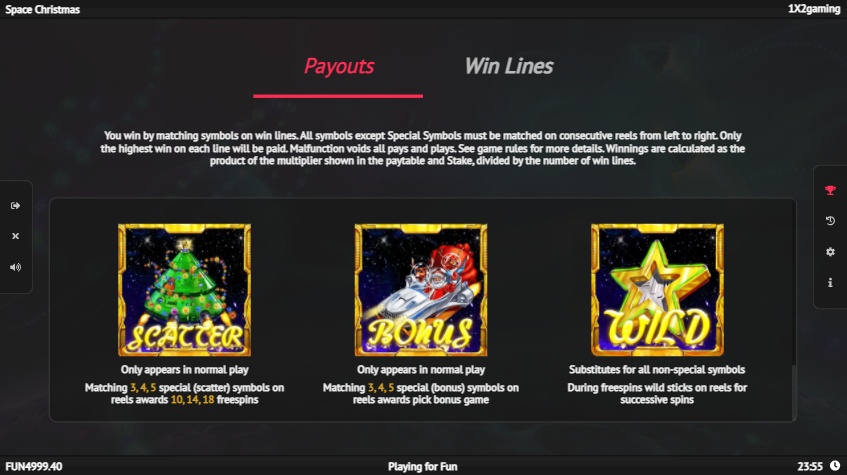 Space Christmas
1X2gaming
Payouts
Win Lines
You win by matching symbols on win lines. All symbols except Special Symbols must be matched on consecutive reels from left to right. Only
the highest win on each line will be paid. Malfunction voids all pays and plays. See game rules for more details. Winnings are calculated as the
product of the multiplier shown in the paytable and Stake, divided by the number of win lines.
SCATTER
Only appears in normal play
Matching 3, 4, 5 special (scatter) symbols on
reels awards 10, 14, 18 freespins
BONUS
Only appears in normal play
Matching 3, 4, 5 special (bonus) symbols on
reels awards pick bonus game
WILD
Substitutes for all non-special symbols
During freespins wild sticks on reels for
successive spins
FUN4999.40
Playing for Fun
23:55